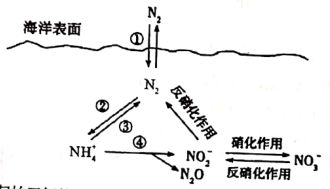 N₂
海洋表面
①
N₂
②
③
④
反硝化作用
NH₄⁺
NO₂⁻
N₂O
硝化作用
反硝化作用
NO₃⁻